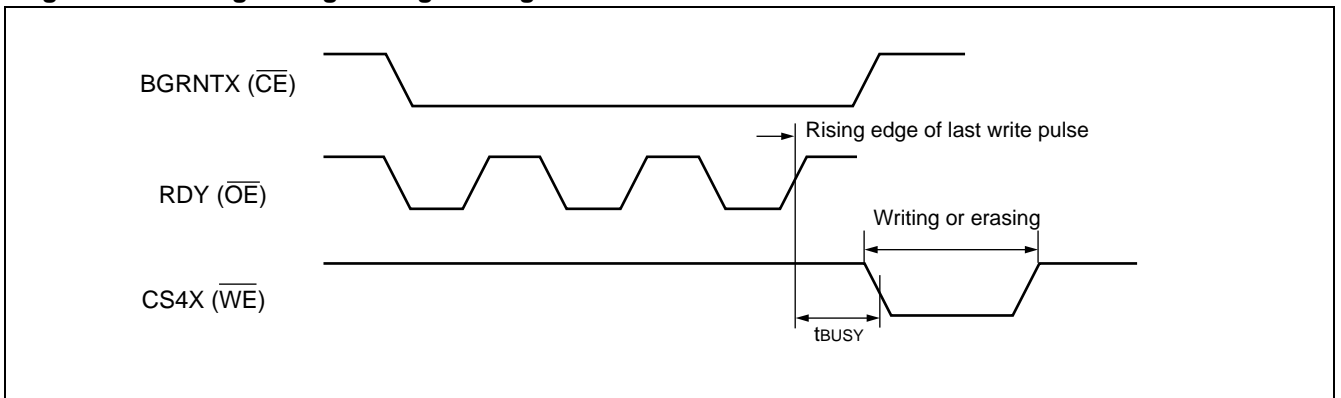 BGRNTX (CE)
Rising edge of last write pulse
RDY (OE)
Writing or erasing
CS4X (WE)
tBUSY